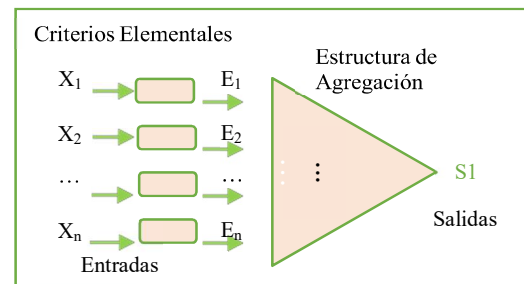 Criterios Elementales
Estructura de
Agregación
X1
E1
X2
E2
...
...
Xn
En
⋮
⋮
S1
Salidas
Entradas